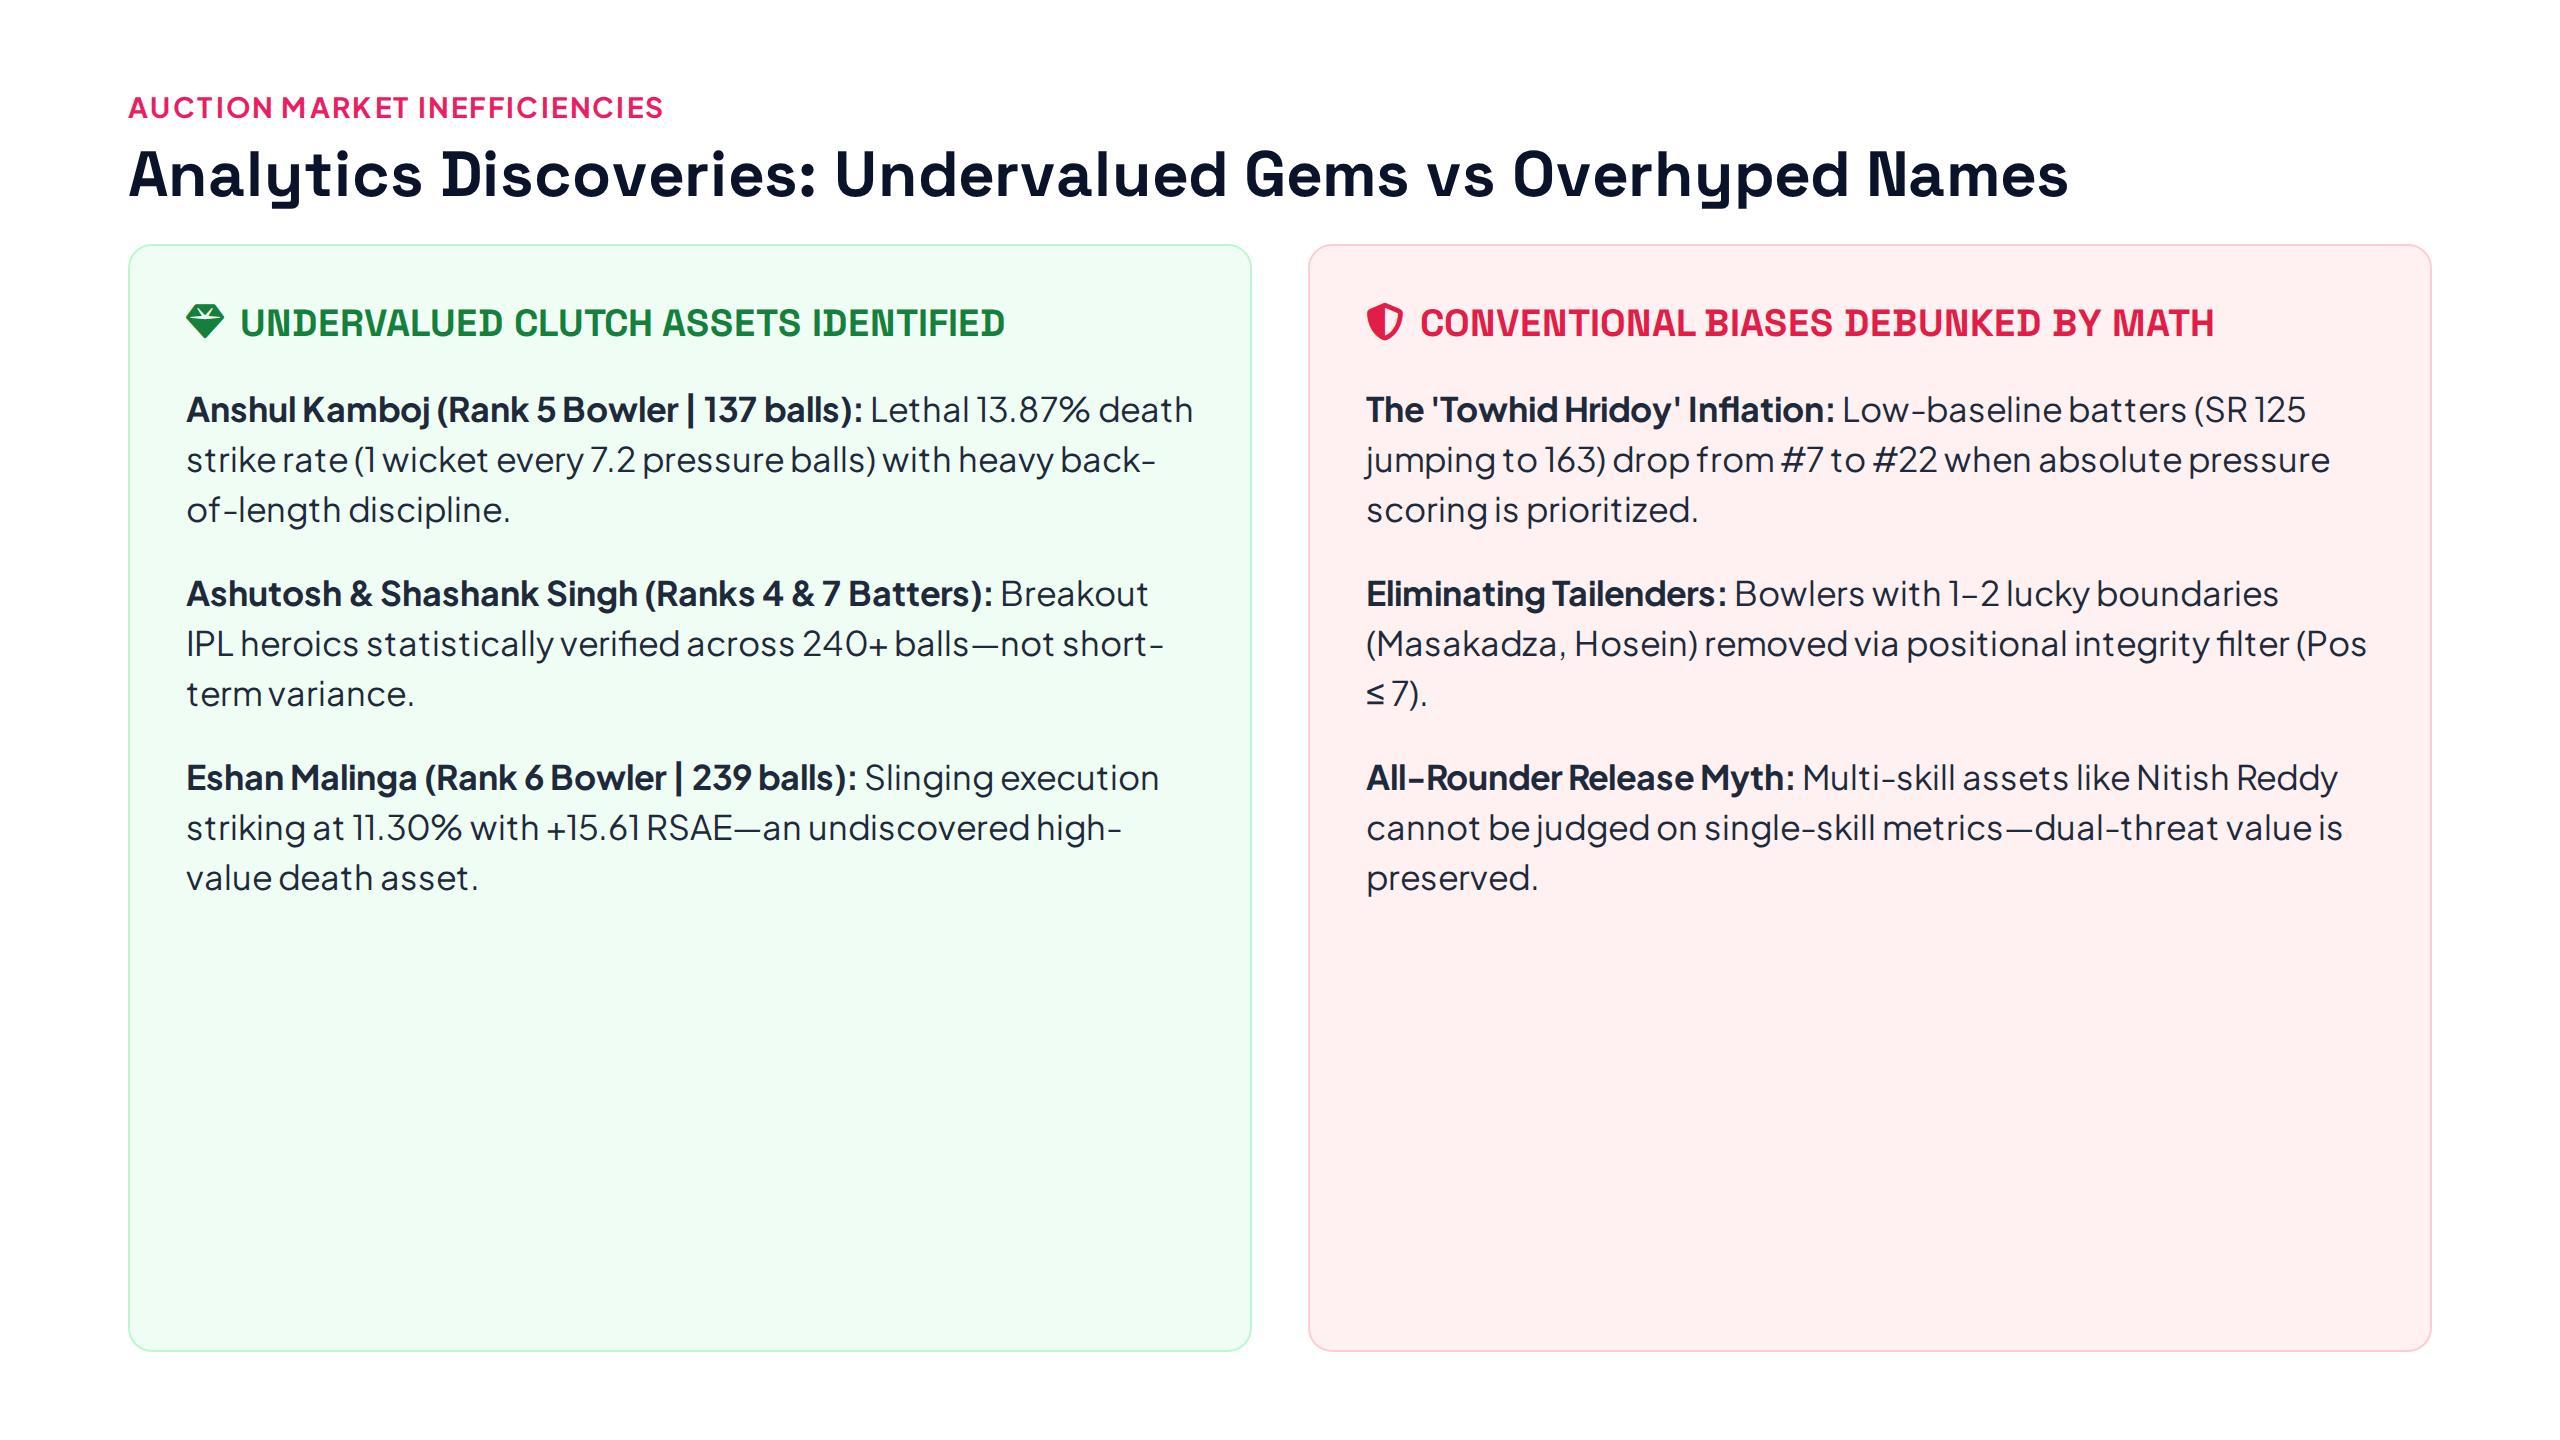 AUCTION MARKET INEFFICIENCIES
Analytics Discoveries: Undervalued Gems vs Overhyped Names
UNDERVALUED CLUTCH ASSETS IDENTIFIED
Anshul Kamboj (Rank 5 Bowler | 137 balls): Lethal 13.87% death
strike rate (1 wicket every 7.2 pressure balls) with heavy back-
of-length discipline.
Ashutosh & Shashank Singh (Ranks 4 & 7 Batters): Breakout
IPL heroics statistically verified across 240+ balls—not short-
term variance.
Eshan Malinga (Rank 6 Bowler | 239 balls): Slinging execution
striking at 11.30% with +15.61 RSAE—an undiscovered high-
value death asset.
CONVENTIONAL BIASES DEBUNKED BY MATH
The 'Towhid Hridoy' Inflation: Low-baseline batters (SR 125
jumping to 163) drop from #7 to #22 when absolute pressure
scoring is prioritized.
Eliminating Tailenders: Bowlers with 1–2 lucky boundaries
(Masakadza, Hosein) removed via positional integrity filter (Pos
≤ 7).
All-Rounder Release Myth: Multi-skill assets like Nitish Reddy
cannot be judged on single-skill metrics—dual-threat value is
preserved.